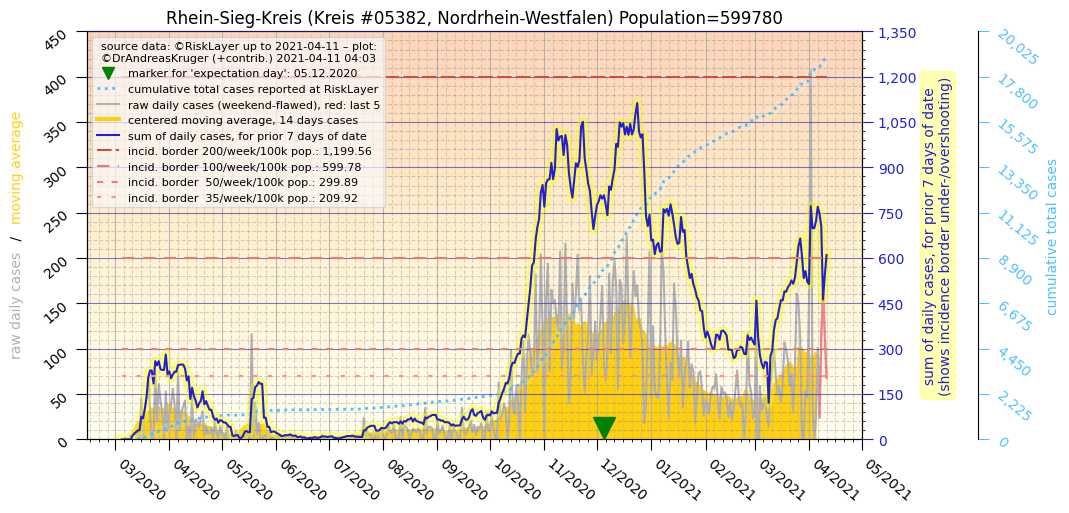 Rhein-Sieg-Kreis (Kreis #05382, Nordrhein-Westfalen) Population=599780
source data: ©RiskLayer up to 2021-04-11 – plot:
©DrAndreasKruger (+contrib.) 2021-04-11 04:03
marker for 'expectation day': 05.12.2020
cumulative total cases reported at RiskLayer
raw daily cases (weekend-flawed), red: last 5
centered moving average, 14 days cases
sum of daily cases, for prior 7 days of date
incid. border 200/week/100k pop.: 1,199.56
incid. border 100/week/100k pop.: 599.78
incid. border  50/week/100k pop.: 299.89
incid. border  35/week/100k pop.: 209.92
raw daily cases / moving average
450
400
350
300
250
200
150
100
50
0
03/2020
04/2020
05/2020
06/2020
07/2020
08/2020
09/2020
10/2020
11/2020
12/2020
01/2021
02/2021
03/2021
04/2021
05/2021
1,350
1,200
1,050
900
750
600
450
300
150
0
sum of daily cases, for prior 7 days of date
(shows incidence border under-/overshooting)
20,025
17,800
15,575
13,350
11,125
8,900
6,675
4,450
2,225
0
cumulative total cases